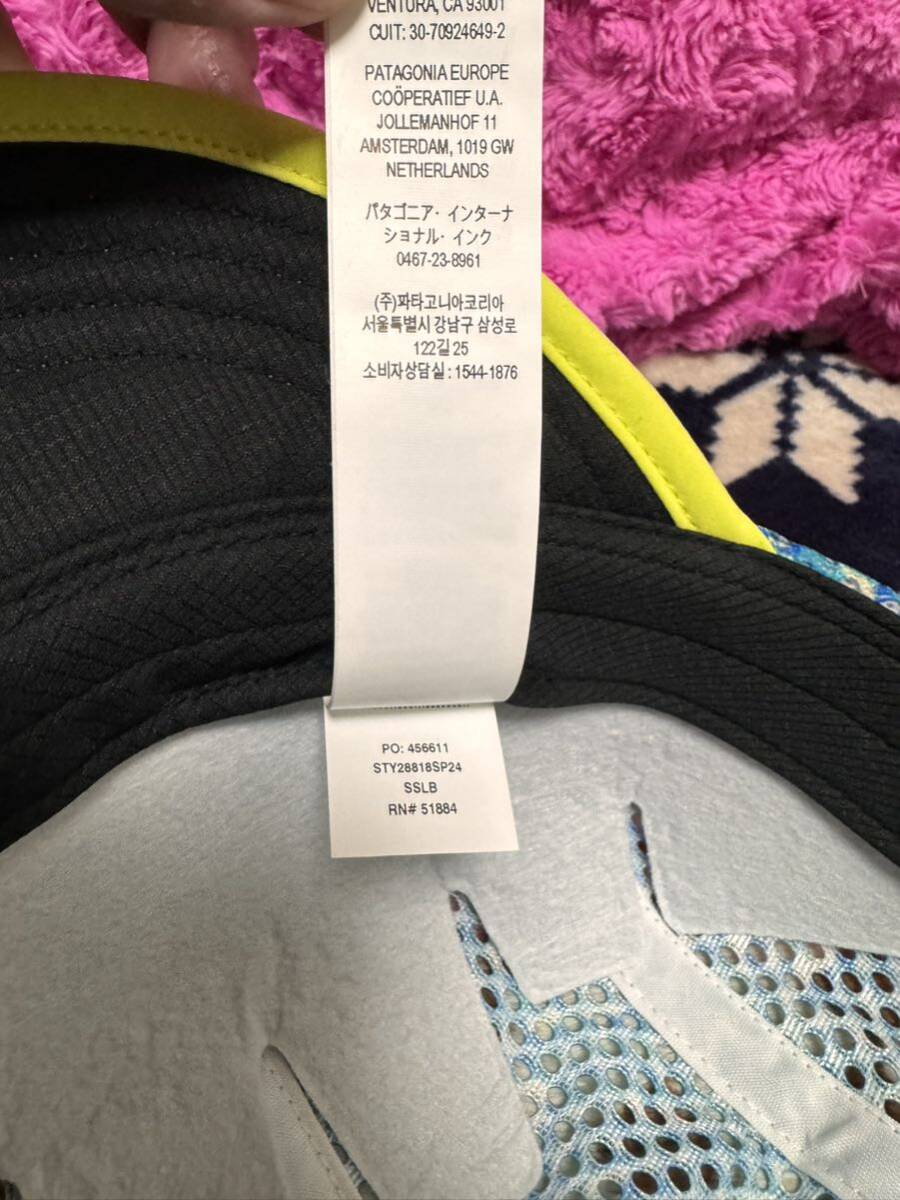 VENTURA, CA 93001
CUIT: 30-70924649-2
PATAGONIA EUROPE
COÖPERATIEF U.A.
JOLLEMANHOF 11
AMSTERDAM, 1019 GW
NETHERLANDS
パタゴニア・インターナ
ショナル・インク
0467-23-8961
(주)파타고니아코리아
서울특별시 강남구 삼성로
122길 25
소비자상담실 : 1544-1876
PO: 456611
STY28818SP24
SSLB
RN# 51884